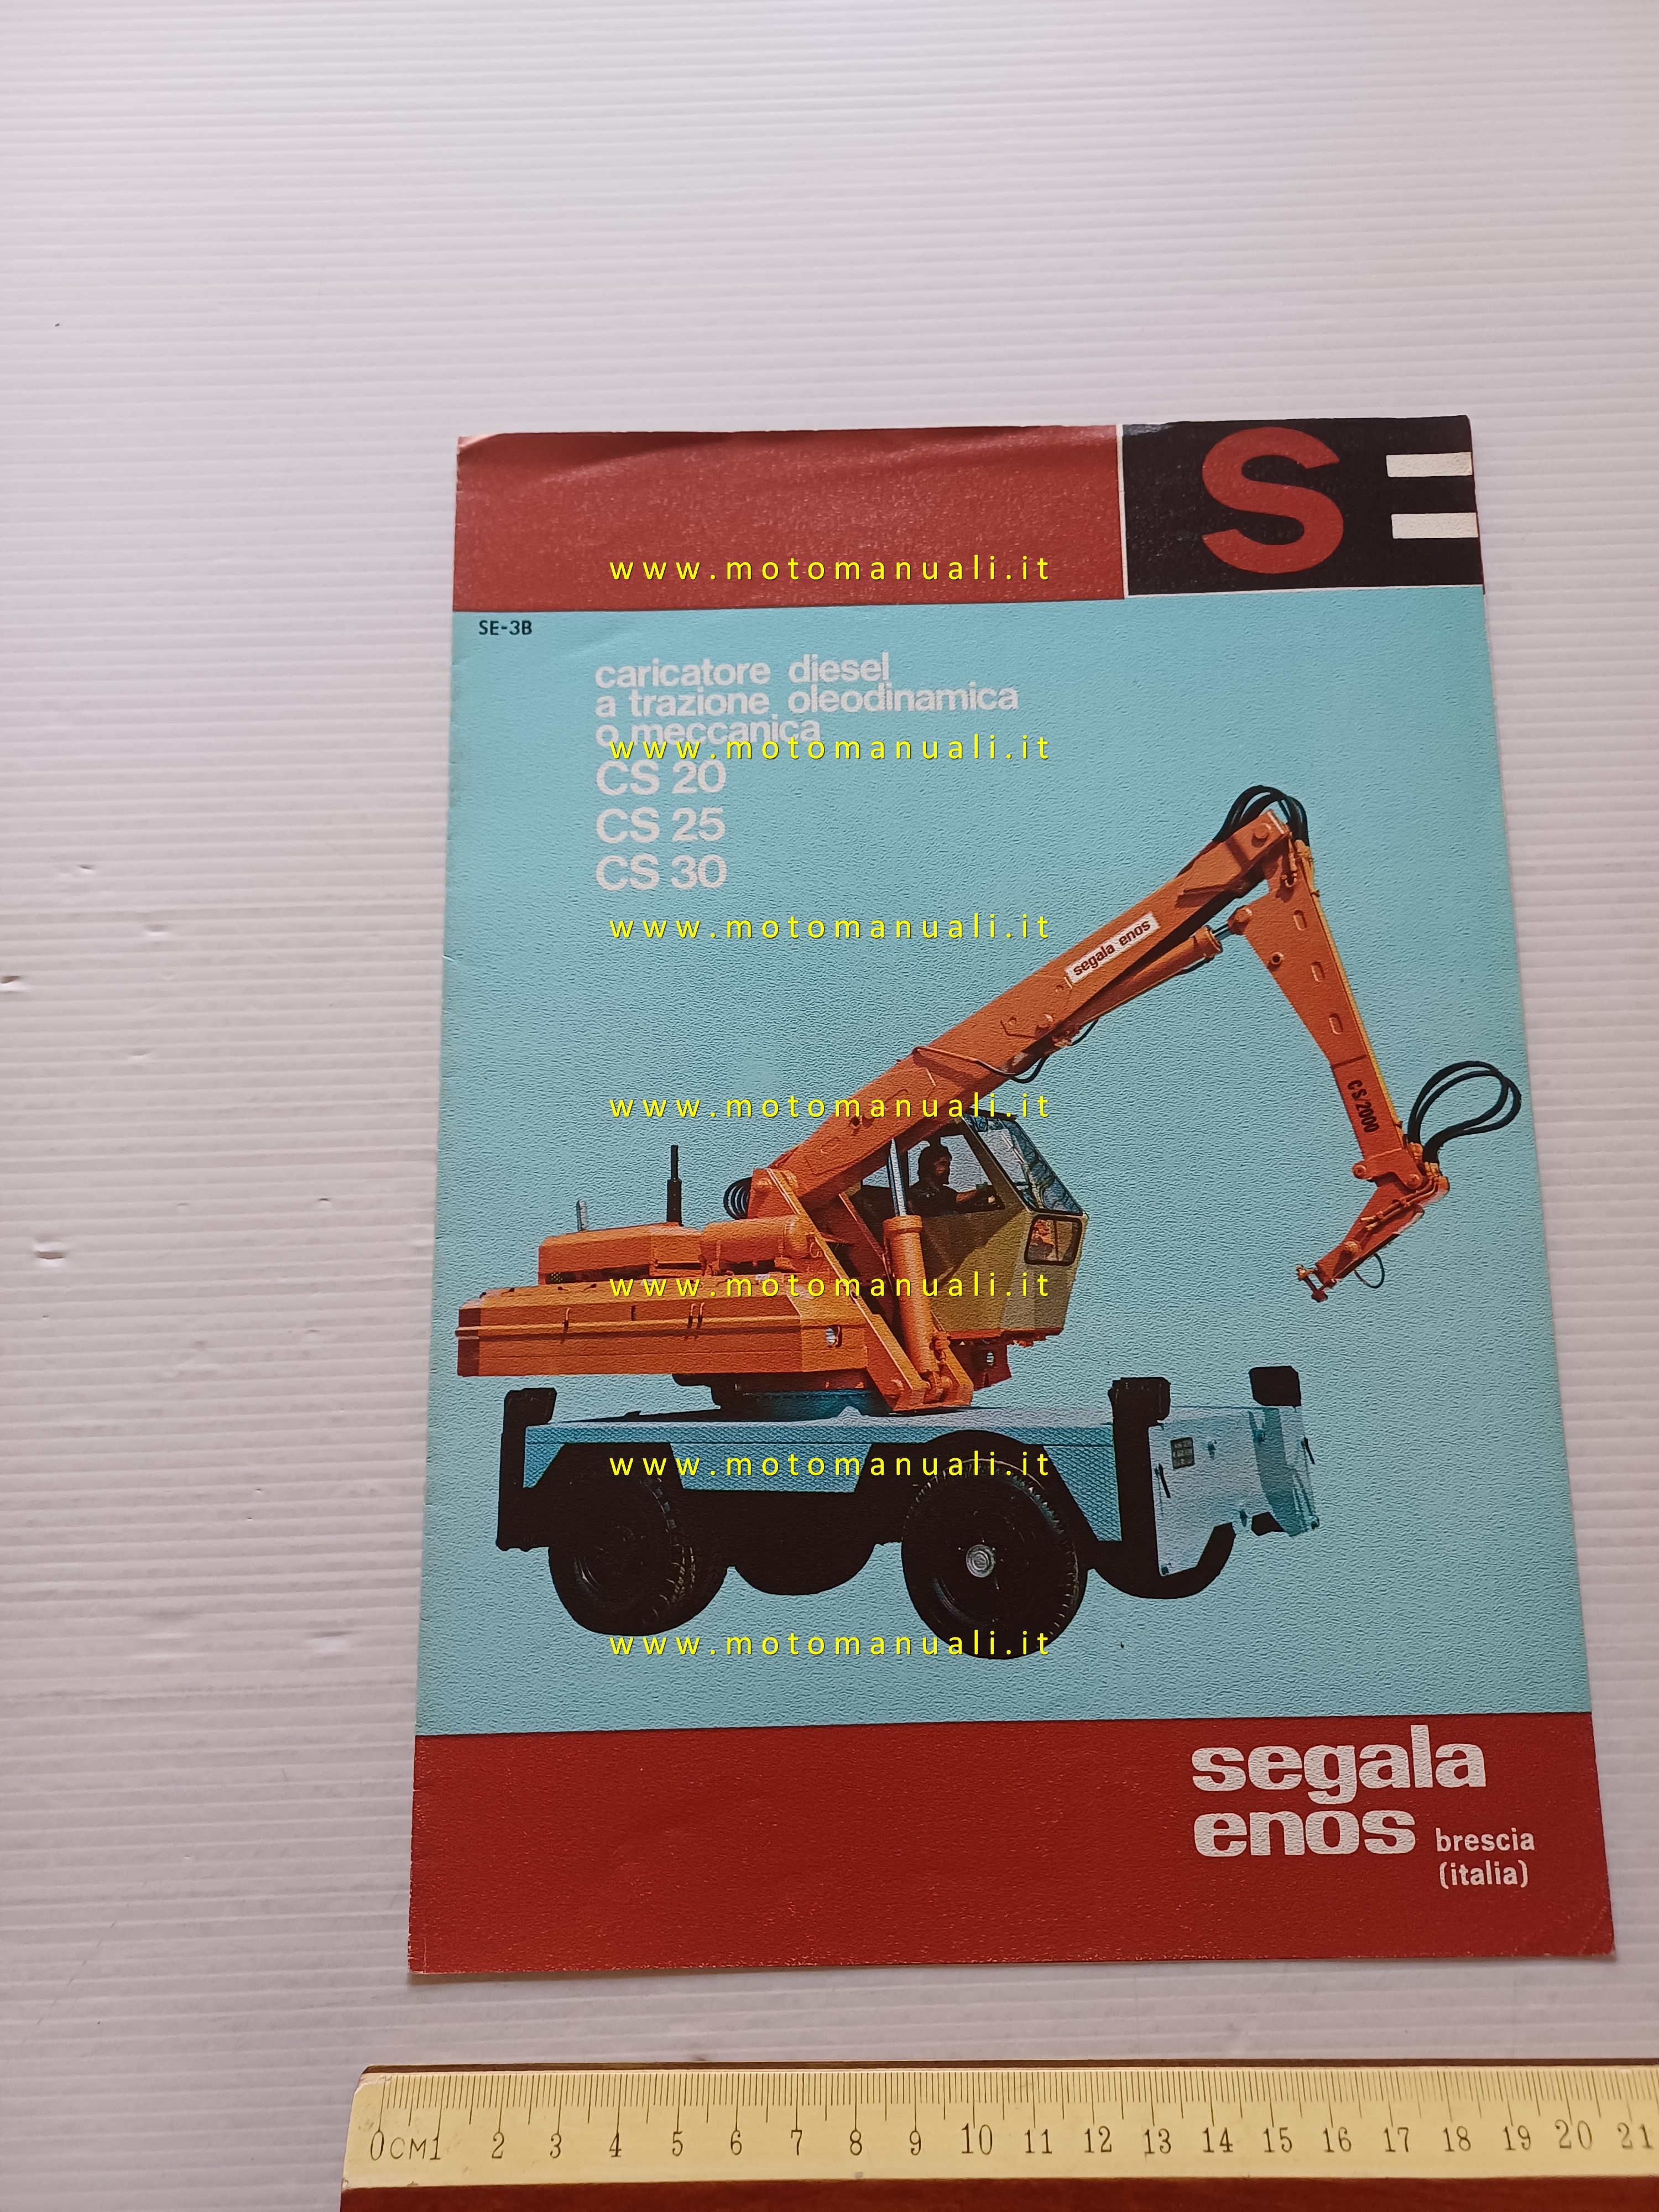 SE
www.motomanuali.it
SE-3B
caricatore diesel
a trazione oleodinamica
o meccanica
www.motomanuali.it
CS 20
CS 25
CS 30
www.motomanuali.it
segala enos
CS/2000
www.motomanuali.it
www.motomanuali.it
www.motomanuali.it
www.motomanuali.it
segala
enos brescia
(italia)
0CM1 2 3 4 5 6 7 8 9 10 11 12 13 14 15 16 17 18 19 20 21